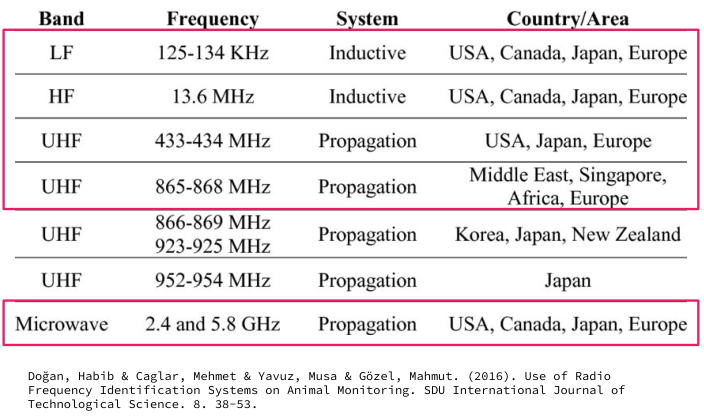 Band Frequency System Country/Area
LF 125-134 KHz Inductive USA, Canada, Japan, Europe
HF 13.6 MHz Inductive USA, Canada, Japan, Europe
UHF 433-434 MHz Propagation USA, Japan, Europe
UHF 865-868 MHz Propagation Middle East, Singapore,
Africa, Europe
UHF 866-869 MHz
923-925 MHz Propagation Korea, Japan, New Zealand
UHF 952-954 MHz Propagation Japan
Microwave 2.4 and 5.8 GHz Propagation USA, Canada, Japan, Europe
Doğan, Habib & Caglar, Mehmet & Yavuz, Musa & Gözel, Mahmut. (2016). Use of Radio
Frequency Identification Systems on Animal Monitoring. SDU International Journal of
Technological Science. 8. 38-53.